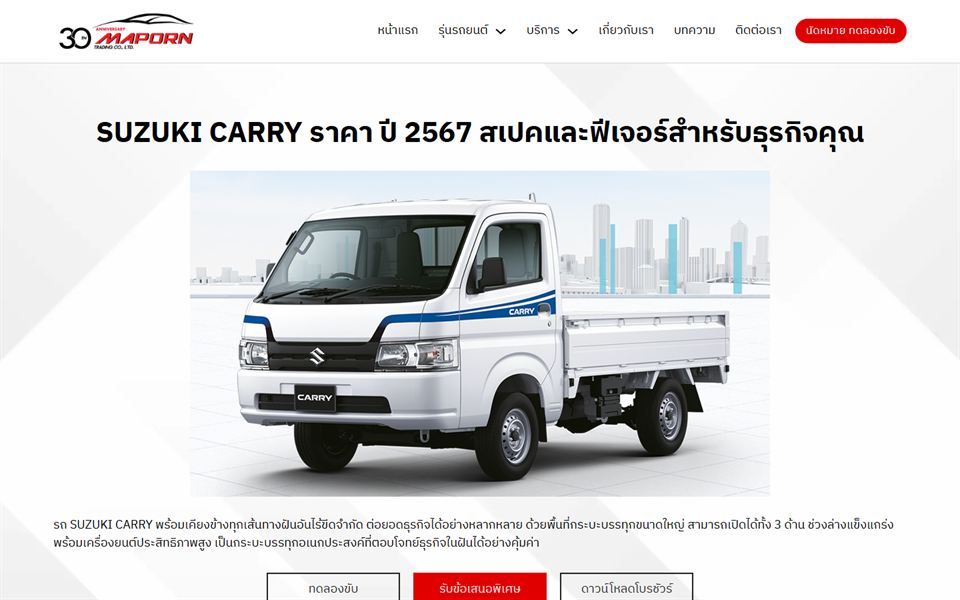 30TH ANNIVERSARY
MAPORN
TRADING CO., LTD.
หน้าแรก รุ่นรถยนต์ บริการ เกี่ยวกับเรา บทความ ติดต่อเรา นัดหมาย ทดลองขับ
SUZUKI CARRY ราคา ปี 2567 สเปคและฟีเจอร์สำหรับธุรกิจคุณ
CARRY
CARRY
รถ SUZUKI CARRY พร้อมเคียงข้างทุกเส้นทางฝันอันไร้ขีดจำกัด ต่อยอดธุรกิจได้อย่างหลากหลาย ด้วยพื้นที่กระบะบรรทุกขนาดใหญ่ สามารถเปิดได้ทั้ง 3 ด้าน ช่วงล่างแข็งแกร่ง
พร้อมเครื่องยนต์ประสิทธิภาพสูง เป็นกระบะบรรทุกอเนกประสงค์ที่ตอบโจทย์ธุรกิจในฝันได้อย่างคุ้มค่า
ทดลองขับ รับข้อเสนอพิเศษ ดาวน์โหลดโบรชัวร์